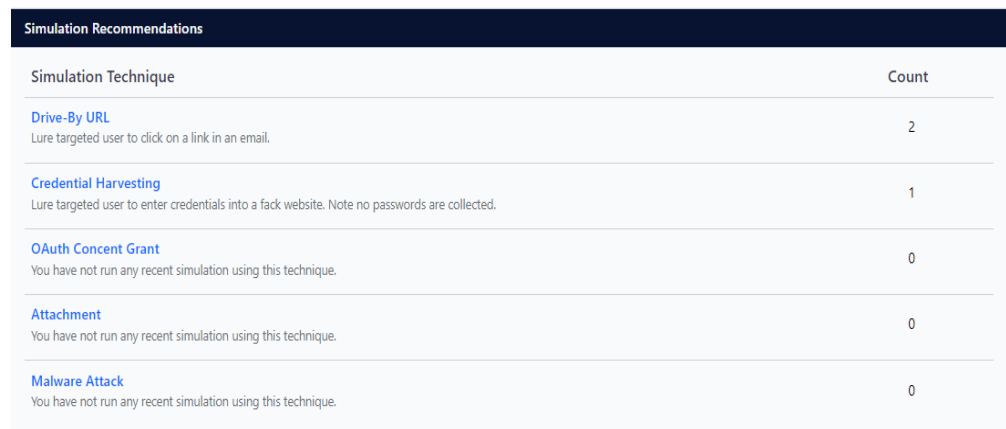 Simulation Recommendations
Simulation Technique Count
Drive-By URL
Lure targeted user to click on a link in an email.
2
Credential Harvesting
Lure targeted user to enter credentials into a fack website. Note no passwords are collected.
1
OAuth Concent Grant
You have not run any recent simulation using this technique.
0
Attachment
You have not run any recent simulation using this technique.
0
Malware Attack
You have not run any recent simulation using this technique.
0